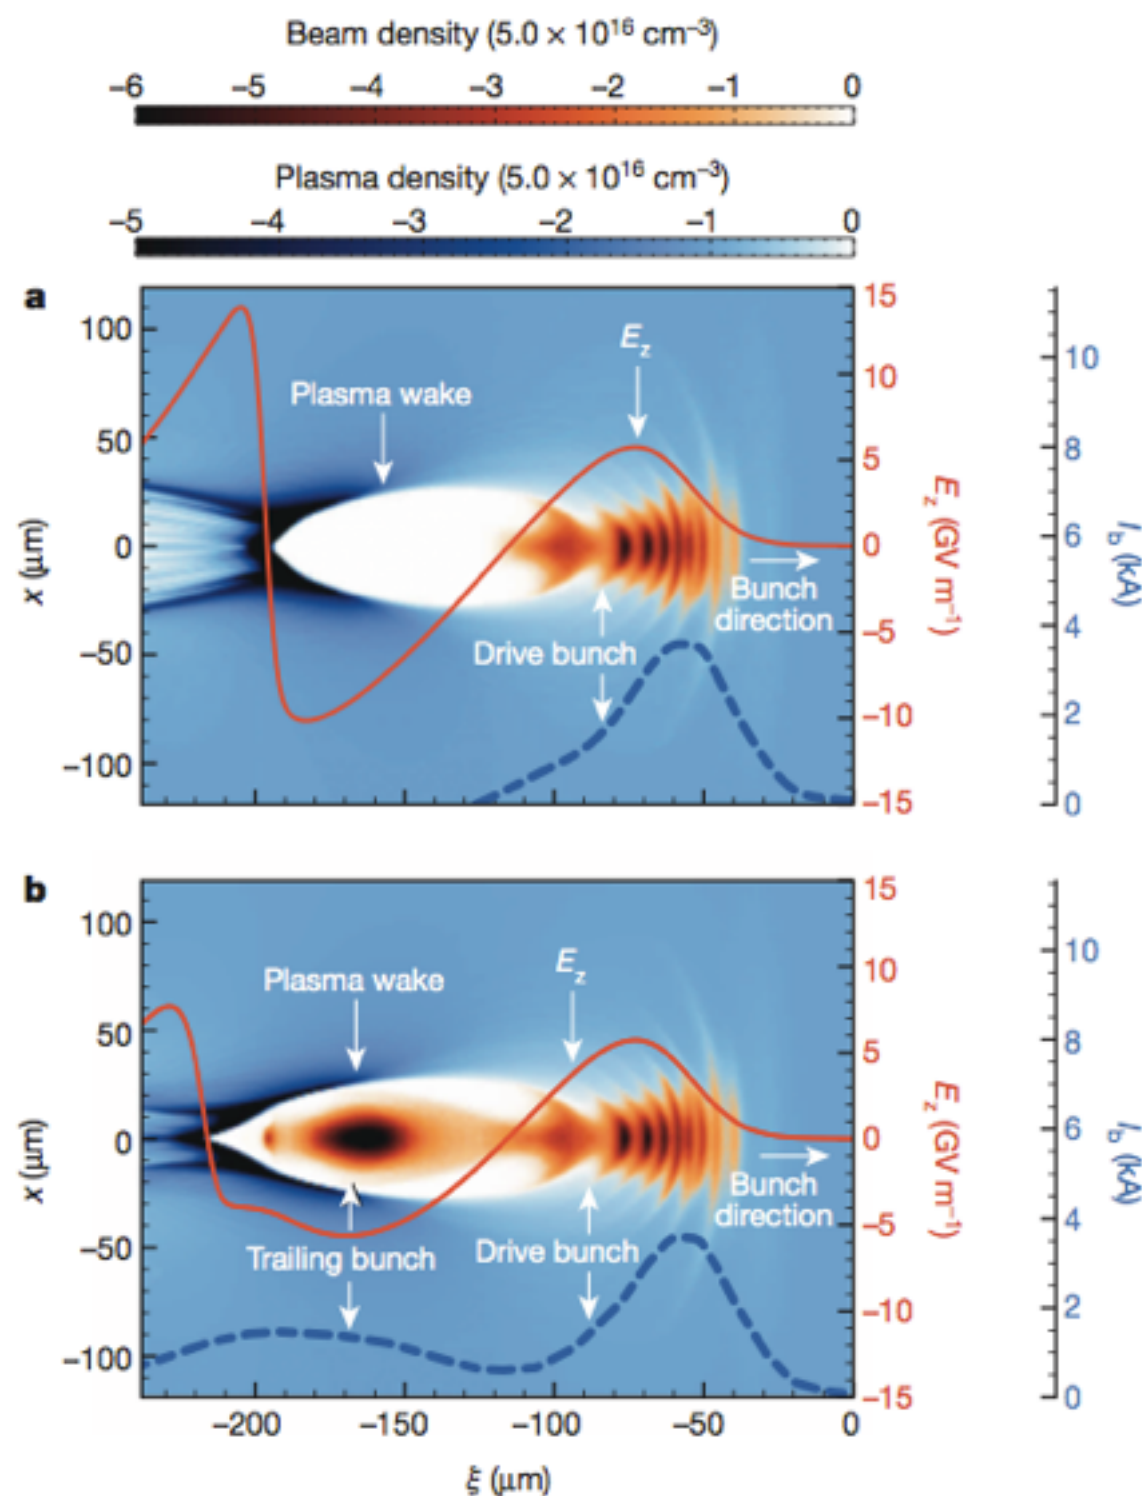 Beam density (5.0 × 10¹⁶ cm⁻³)
−6 −5 −4 −3 −2 −1 0
Plasma density (5.0 × 10¹⁶ cm⁻³)
−5 −4 −3 −2 −1 0
a
100
50
0
−50
−100
x (μm)
Plasma wake
E_z
Drive bunch
Bunch
direction
15
10
5
0
−5
−10
−15
E_z (GV m⁻¹)
10
8
6
4
2
0
I_b (kA)
b
100
50
0
−50
−100
x (μm)
Plasma wake
E_z
Trailing bunch
Drive bunch
Bunch
direction
15
10
5
0
−5
−10
−15
E_z (GV m⁻¹)
10
8
6
4
2
0
I_b (kA)
−200 −150 −100 −50 0
ξ (μm)